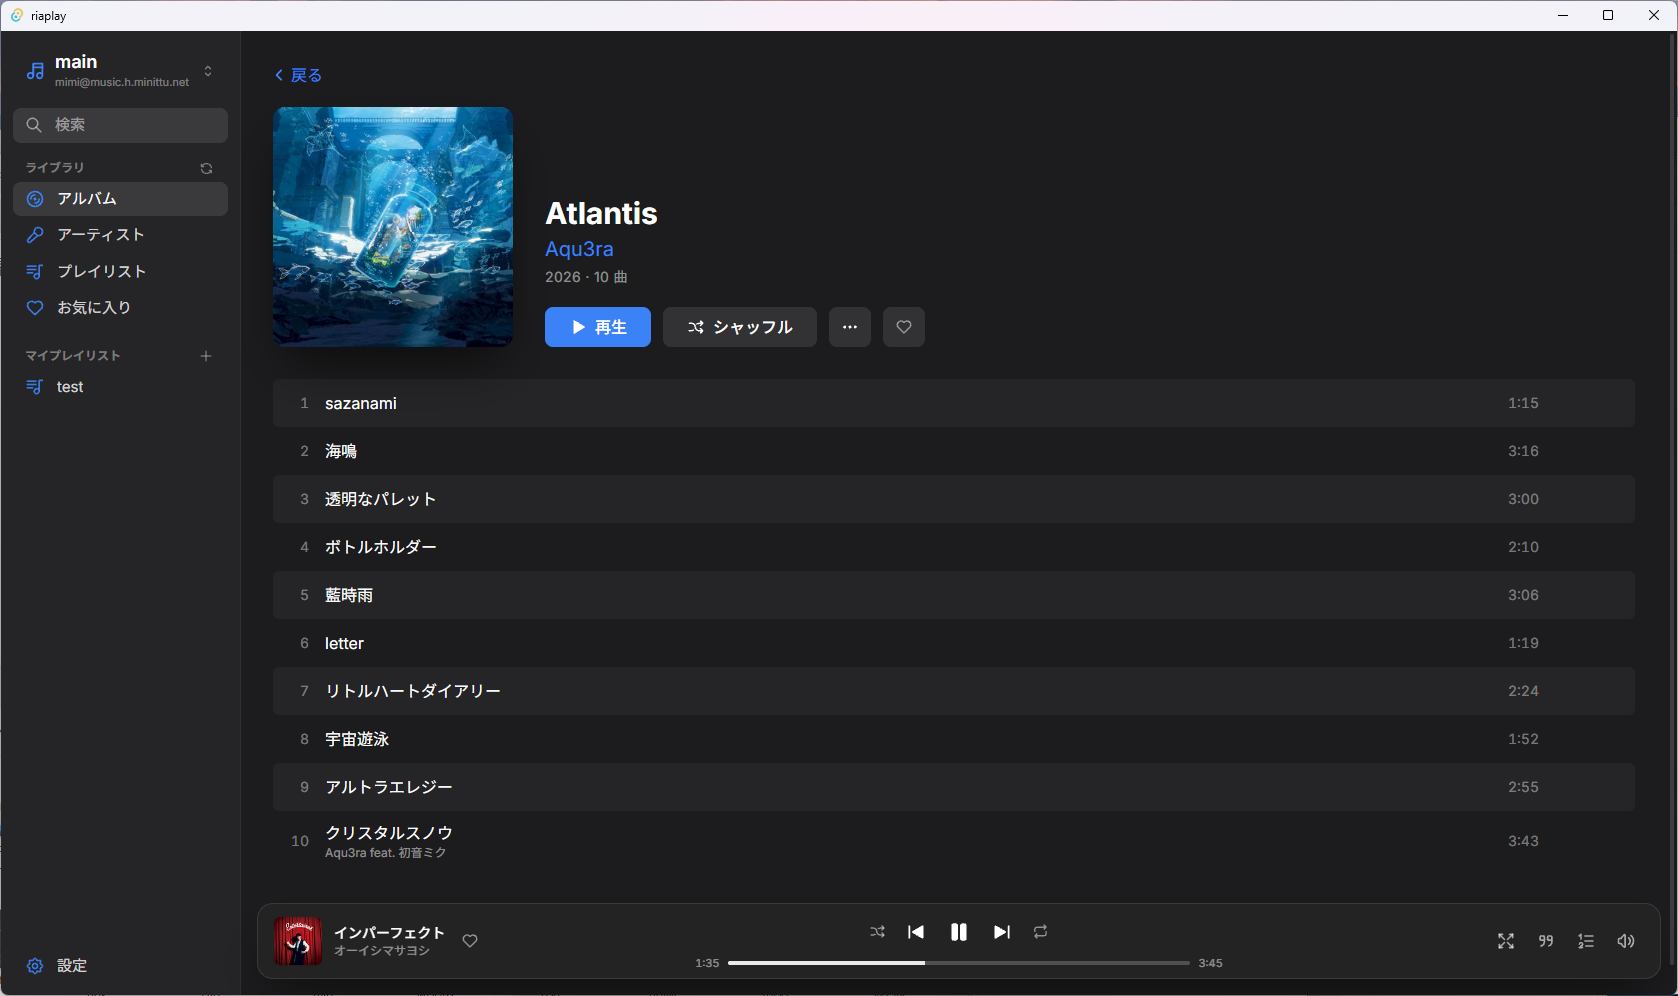 riaplay
main
mimi@music.h.minittu.net
検索
ライブラリ
アルバム
アーティスト
プレイリスト
お気に入り
マイプレイリスト
test
設定
戻る
Atlantis
Aqu3ra
2026 · 10 曲
再生
シャッフル
1 sazanami 1:15
2 海鳴 3:16
3 透明なパレット 3:00
4 ボトルホルダー 2:10
5 藍時雨 3:06
6 letter 1:19
7 リトルハートダイアリー 2:24
8 宇宙遊泳 1:52
9 アルトラエレジー 2:55
10 クリスタルスノウ 3:43
Aqu3ra feat. 初音ミク
インパーフェクト
オーイシマサヨシ
1:35 3:45